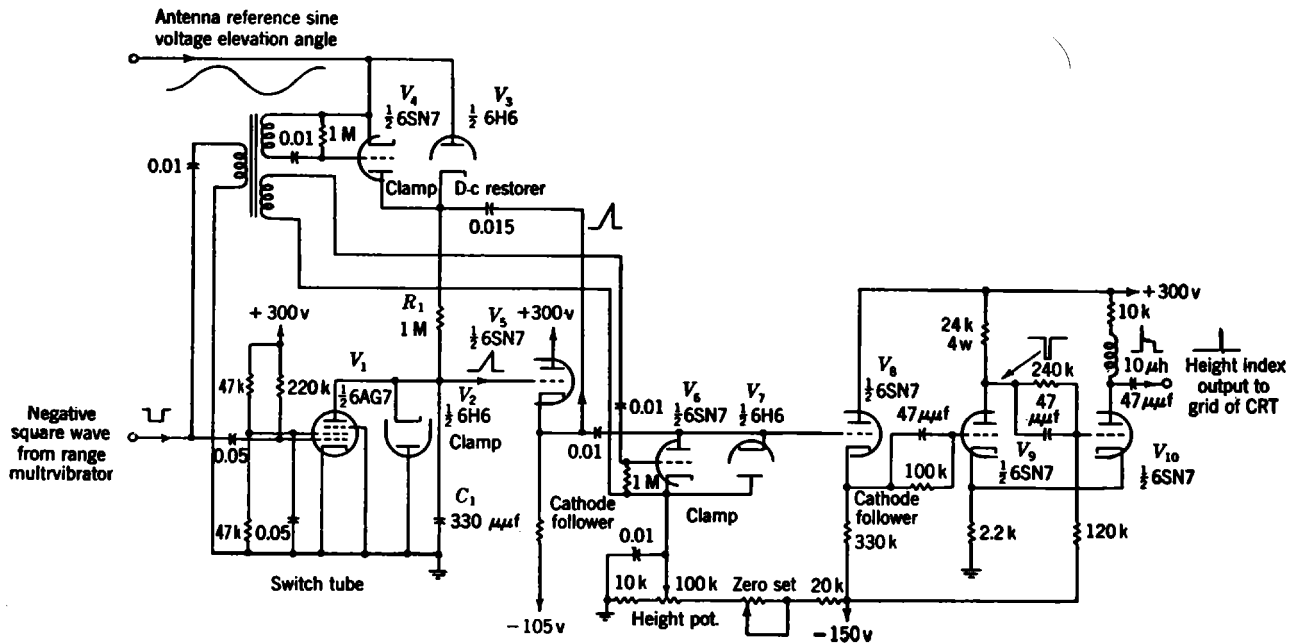 Antenna reference sine
voltage elevation angle
V4
½ 6SN7
V3
½ 6H6
0.01
1 M
0.01
Clamp
D-c restorer
0.015
R1
1 M
+ 300 v
V5
½ 6SN7
+300v
+ 300 v
10 k
24 k
4 w
V1
½ 6AG7
47k
220k
V2
½ 6H6
Clamp
V6
½ 6SN7
V7
½ 6H6
V8
½ 6SN7
240k
47
μμf
10 μh
47 μμf
Height index
output to
grid of CRT
Negative
square wave
from range
multrvibrator
0.05
0.01
0.01
1 M
47 μμf
100 k
V9
½ 6SN7
V10
½ 6SN7
C1
330 μμf
Cathode
follower
Clamp
Cathode
follower
47k
0.05
330 k
2.2 k
120k
0.01
Switch tube
10 k
100 k
Zero set
20 k
Height pot.
−105 v
−150 v